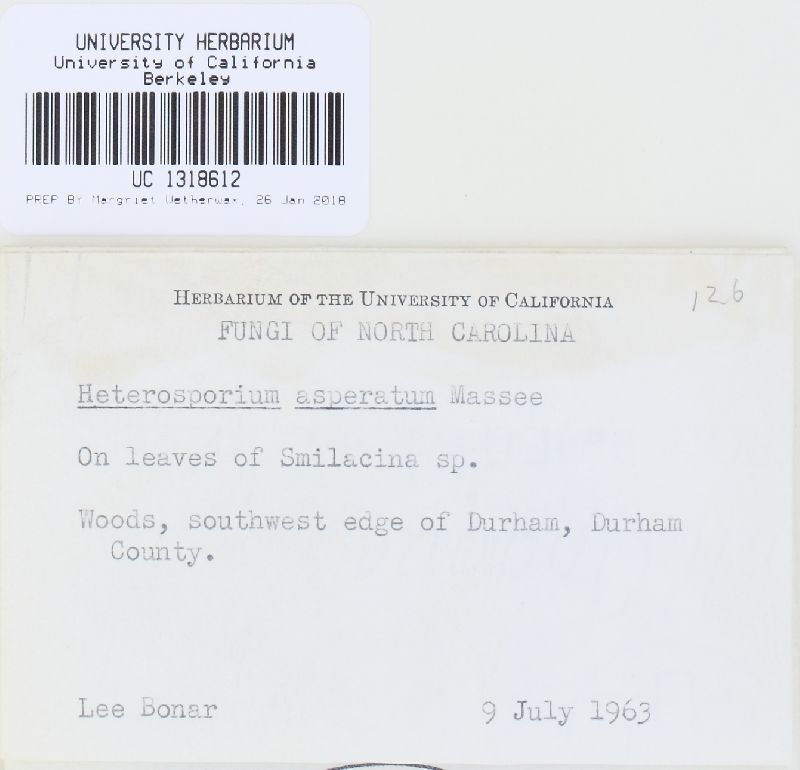 UNIVERSITY HERBARIUM
University of California
Berkeley
UC 1318612
PREP BY Margriet Wetherwax, 26 Jan 2018
HERBARIUM OF THE UNIVERSITY OF CALIFORNIA
126
FUNGI OF NORTH CAROLINA
Heterosporium asperatum Massee
On leaves of Smilacina sp.
Woods, southwest edge of Durham, Durham
County.
Lee Bonar 9 July 1963